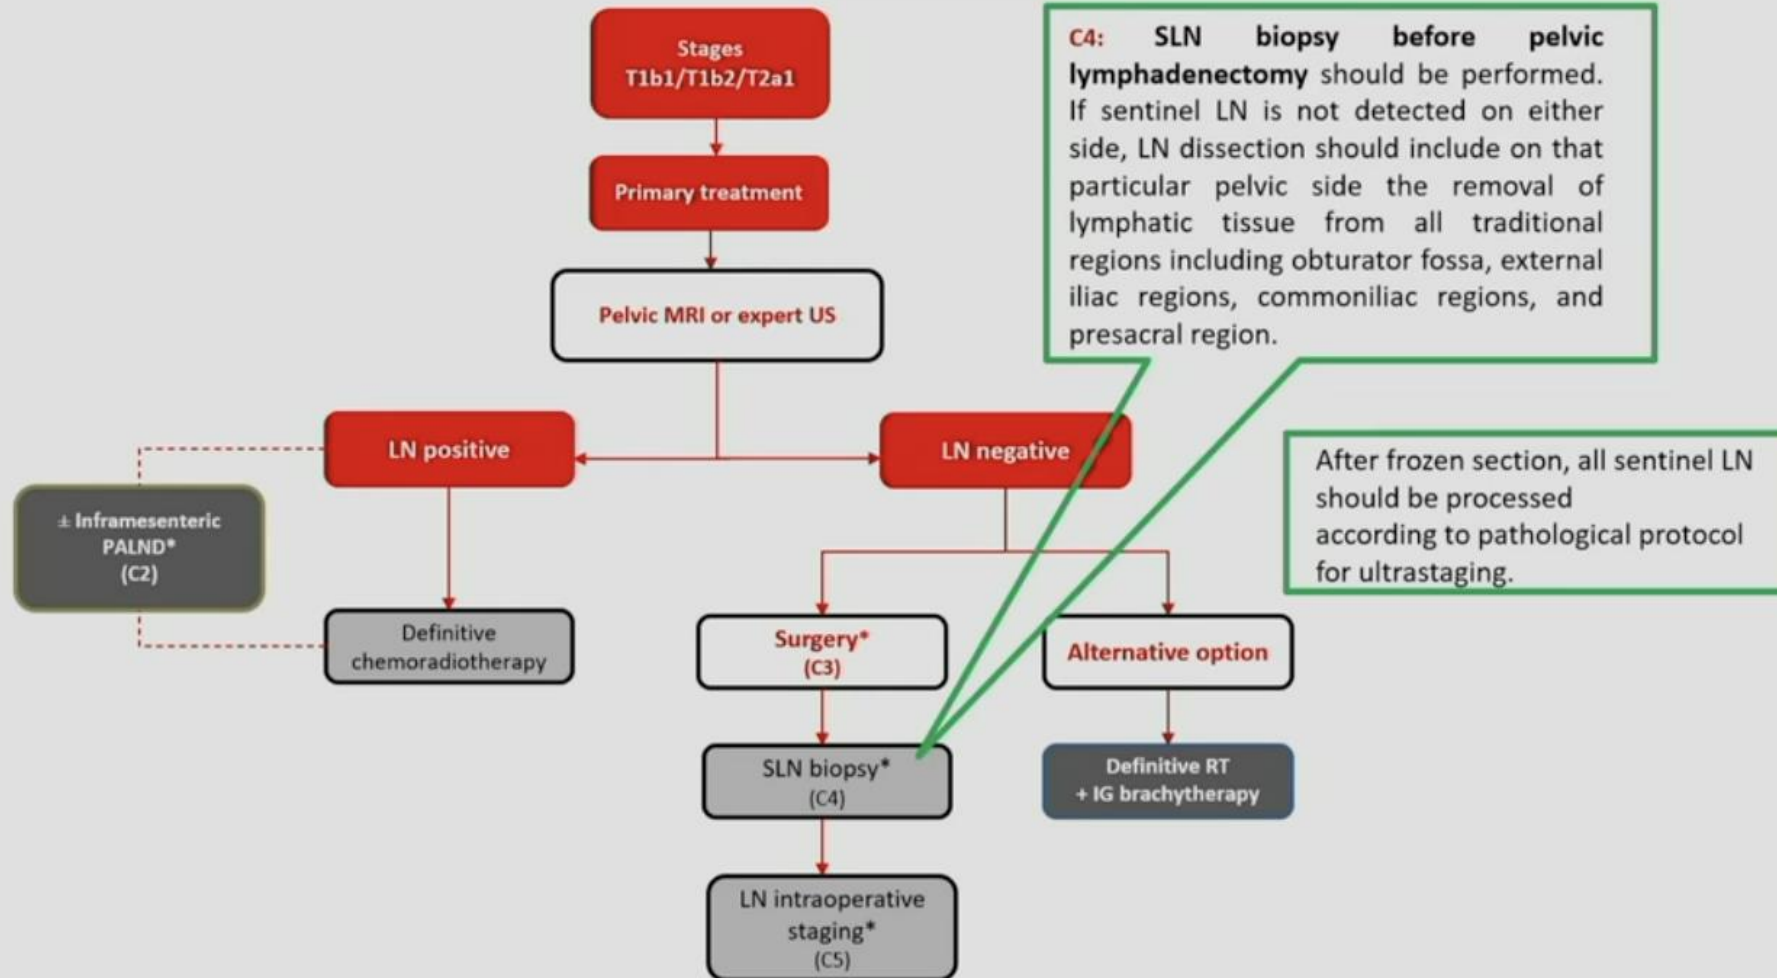 Stages
T1b1/T1b2/T2a1
Primary treatment
Pelvic MRI or expert US
LN positive
LN negative
± Inframesenteric
PALND*
(C2)
Definitive
chemoradiotherapy
Surgery*
(C3)
Alternative option
SLN biopsy*
(C4)
Definitive RT
+ IG brachytherapy
LN intraoperative
staging*
(C5)
C4: SLN biopsy before pelvic
lymphadenectomy should be performed.
If sentinel LN is not detected on either
side, LN dissection should include on that
particular pelvic side the removal of
lymphatic tissue from all traditional
regions including obturator fossa, external
iliac regions, commoniliac regions, and
presacral region.
After frozen section, all sentinel LN
should be processed
according to pathological protocol
for ultrastaging.